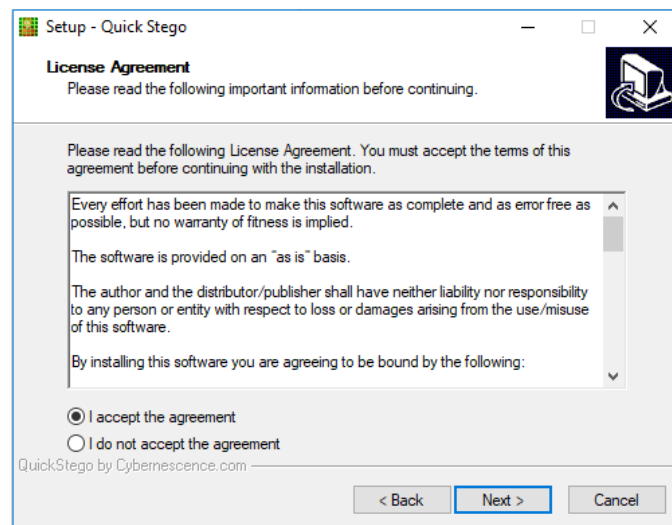 Setup - Quick Stego
License Agreement
Please read the following important information before continuing.
Please read the following License Agreement. You must accept the terms of this
agreement before continuing with the installation.
Every effort has been made to make this software as complete and as error free as
possible, but no warranty of fitness is implied.
The software is provided on an "as is" basis.
The author and the distributor/publisher shall have neither liability nor responsibility
to any person or entity with respect to loss or damages arising from the use/misuse
of this software.
By installing this software you are agreeing to be bound by the following:
I accept the agreement
I do not accept the agreement
QuickStego by Cybernescence.com
< Back Next > Cancel